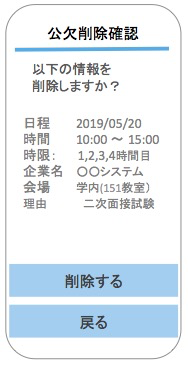 公欠削除確認
以下の情報を
削除しますか？
日程 2019/05/20
時間 10:00 ～ 15:00
時限： 1,2,3,4時間目
企業名 〇〇システム
会場 学内(151教室)
理由 二次面接試験
削除する
戻る